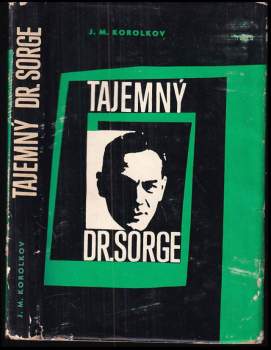 J. M. KOROLKOV
TAJEMNÝ
DR. SORGE
TAJEMNÝ DR. SORGE
J. M. KOROLKOV